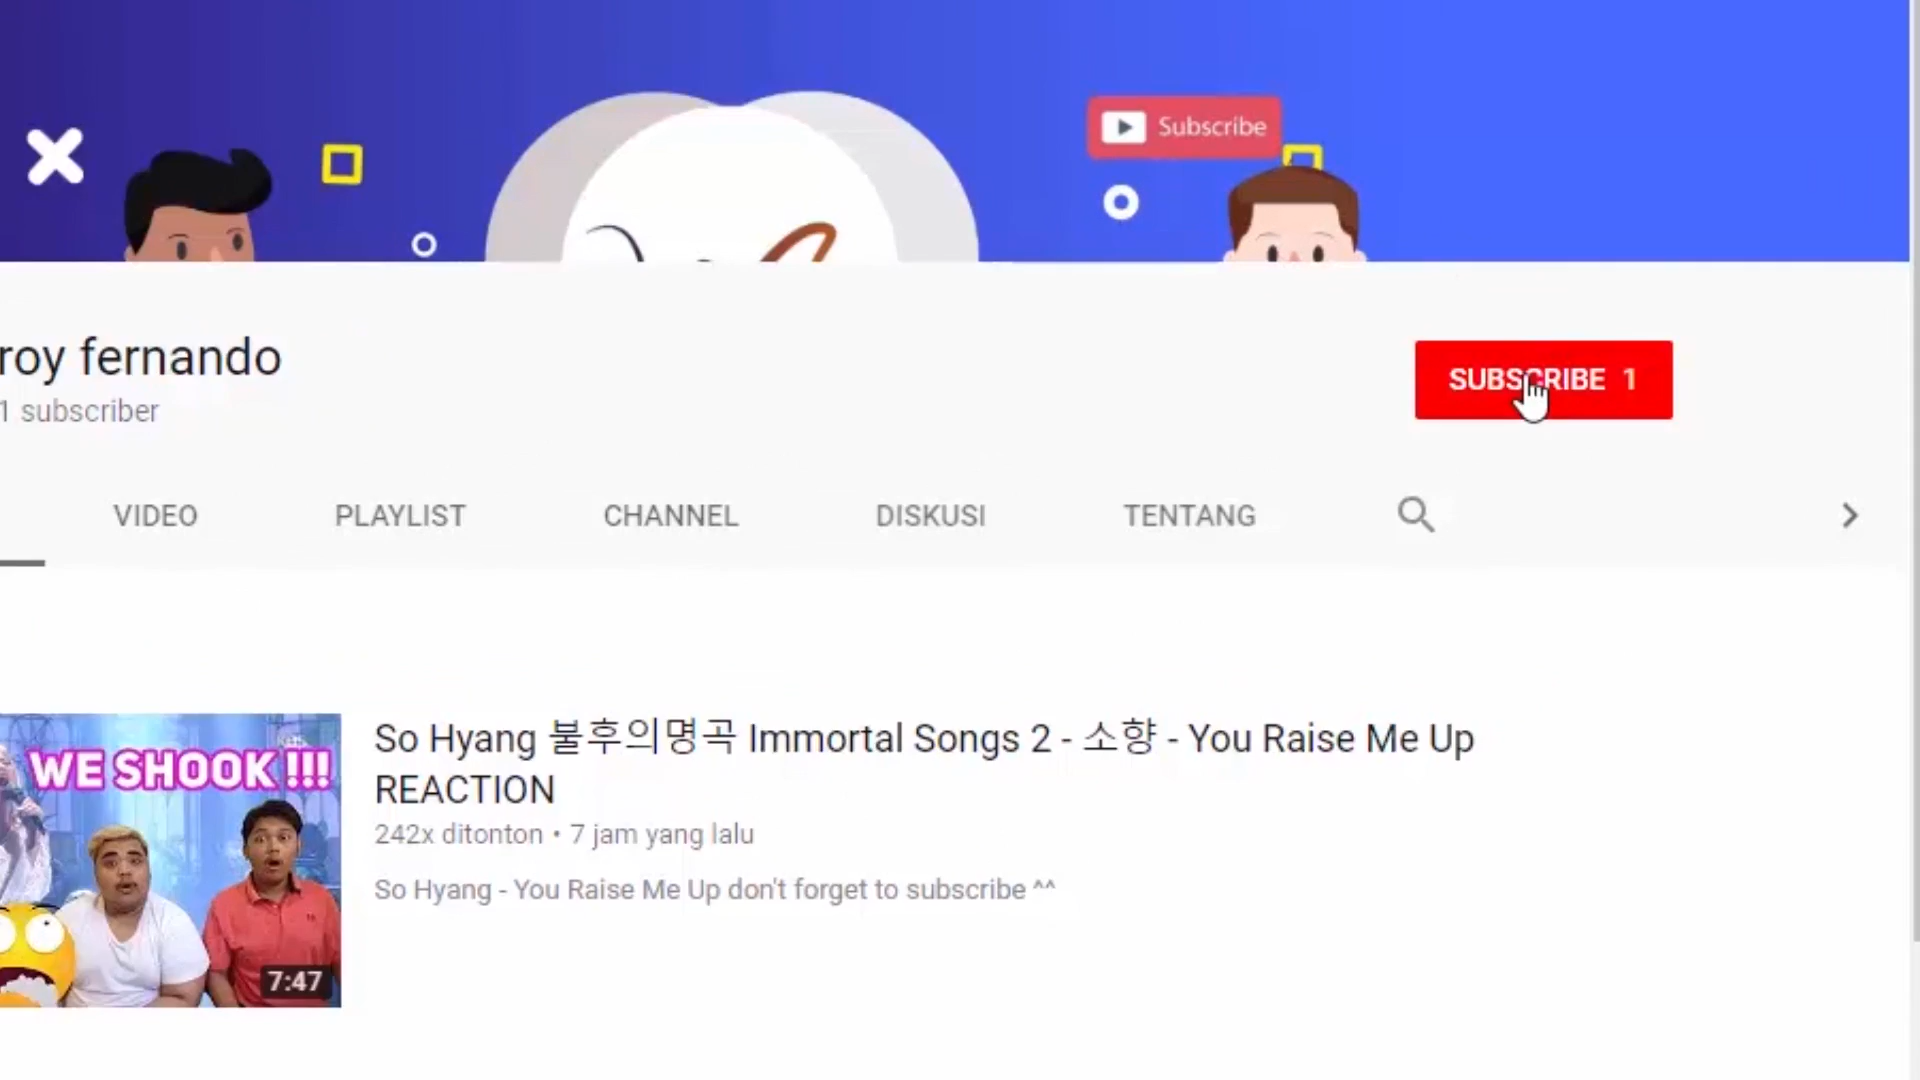 Subscribe
roy fernando
1 subscriber
SUBSCRIBE 1
VIDEO PLAYLIST CHANNEL DISKUSI TENTANG
WE SHOOK !!!
7:47
So Hyang 불후의명곡 Immortal Songs 2 - 소향 - You Raise Me Up
REACTION
242x ditonton • 7 jam yang lalu
So Hyang - You Raise Me Up don't forget to subscribe ^^